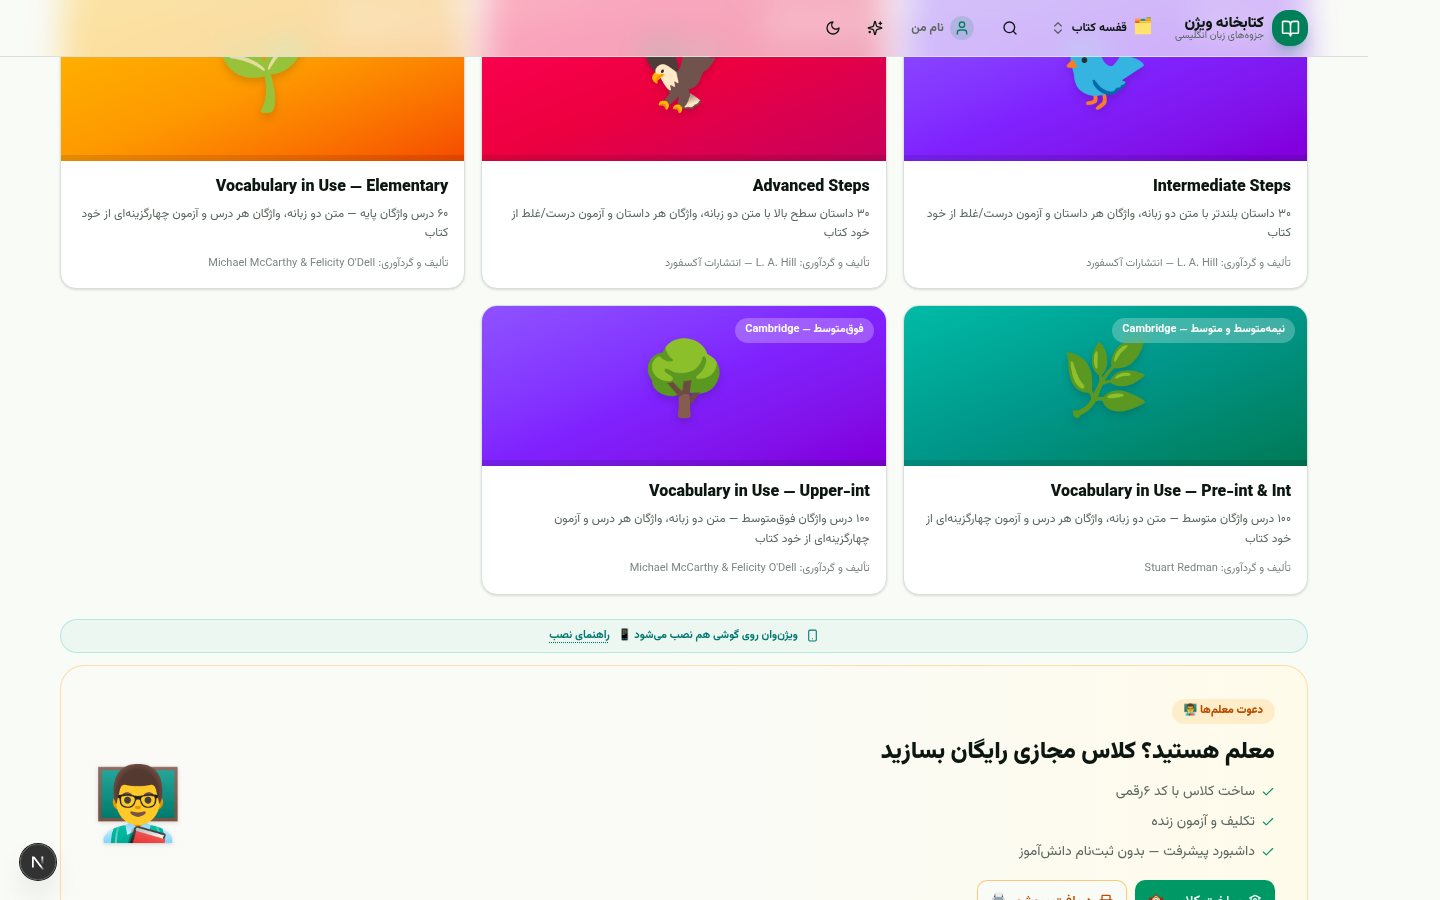 کتابخانه ویژن
جزوه‌های زبان انگلیسی
قفسه کتاب
نام من
Intermediate Steps
۳۰ داستان بلندتر با متن دو زبانه، واژگان هر داستان و آزمون درست/غلط از خود
کتاب
تألیف و گردآوری: L. A. Hill — انتشارات آکسفورد
Advanced Steps
۳۰ داستان سطح بالا با متن دو زبانه، واژگان هر داستان و آزمون درست/غلط از
خود کتاب
تألیف و گردآوری: L. A. Hill — انتشارات آکسفورد
Vocabulary in Use — Elementary
۶۰ درس واژگان پایه — متن دو زبانه، واژگان هر درس و آزمون چهارگزینه‌ای از خود
کتاب
تألیف و گردآوری: Michael McCarthy & Felicity O'Dell
نیمه‌متوسط و متوسط — Cambridge
Vocabulary in Use — Pre-int & Int
۱۰۰ درس واژگان متوسط — متن دو زبانه، واژگان هر درس و آزمون چهارگزینه‌ای از
خود کتاب
تألیف و گردآوری: Stuart Redman
فوق‌متوسط — Cambridge
Vocabulary in Use — Upper-int
۱۰۰ درس واژگان فوق‌متوسط — متن دو زبانه، واژگان هر درس و آزمون
چهارگزینه‌ای از خود کتاب
تألیف و گردآوری: Michael McCarthy & Felicity O'Dell
ویژن‌وان روی گوشی هم نصب می‌شود راهنمای نصب
دعوت معلم‌ها
معلم هستید؟ کلاس مجازی رایگان بسازید
ساخت کلاس با کد ۶رقمی
تکلیف و آزمون زنده
داشبورد پیشرفت — بدون ثبت‌نام دانش‌آموز
N